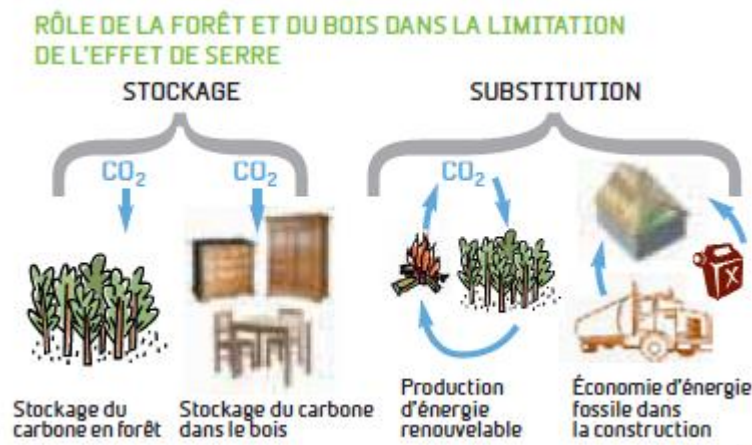 RÔLE DE LA FORÊT ET DU BOIS DANS LA LIMITATION
DE L'EFFET DE SERRE
STOCKAGE
SUBSTITUTION
CO2
CO2
CO2
Stockage du
carbone en forêt
Stockage du carbone
dans le bois
Production
d'énergie
renouvelable
Économie d'énergie
fossile dans
la construction